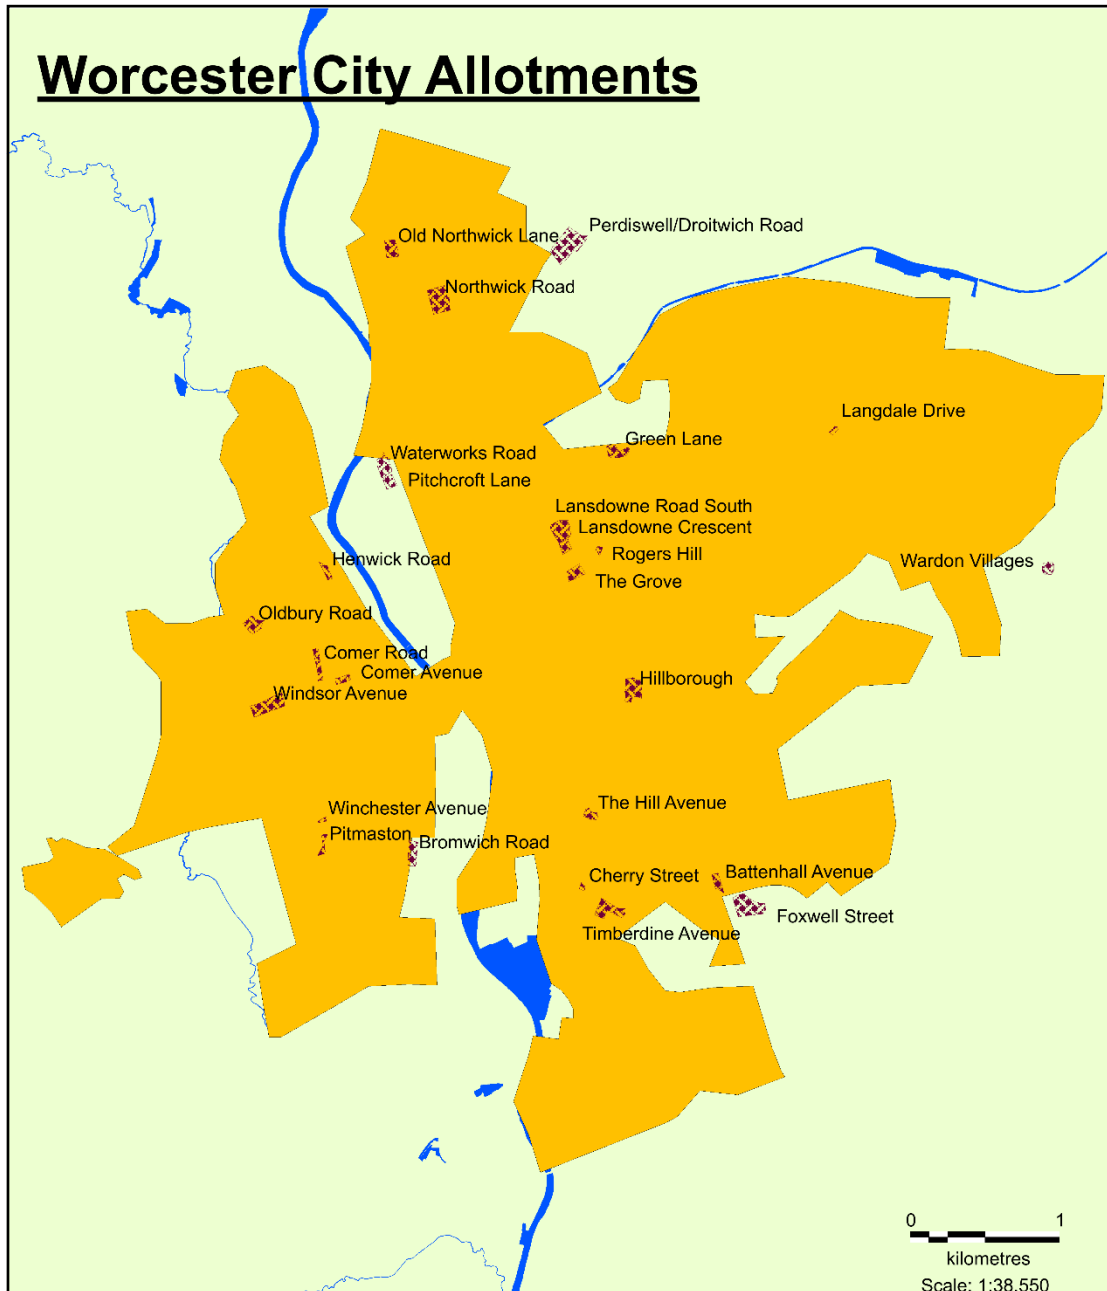 Worcester City Allotments
Perdiswell/Droitwich Road
Old Northwick Lane
Northwick Road
Langdale Drive
Green Lane
Waterworks Road
Pitchcroft Lane
Lansdowne Road South
Lansdowne Crescent
Rogers Hill
Henwick Road
Wardon Villages
The Grove
Oldbury Road
Comer Road
Comer Avenue
Hillborough
Windsor Avenue
The Hill Avenue
Winchester Avenue
Pitmaston
Bromwich Road
Cherry Street
Battenhall Avenue
Foxwell Street
Timberdine Avenue
0 1
kilometres
Scale: 1:38,550